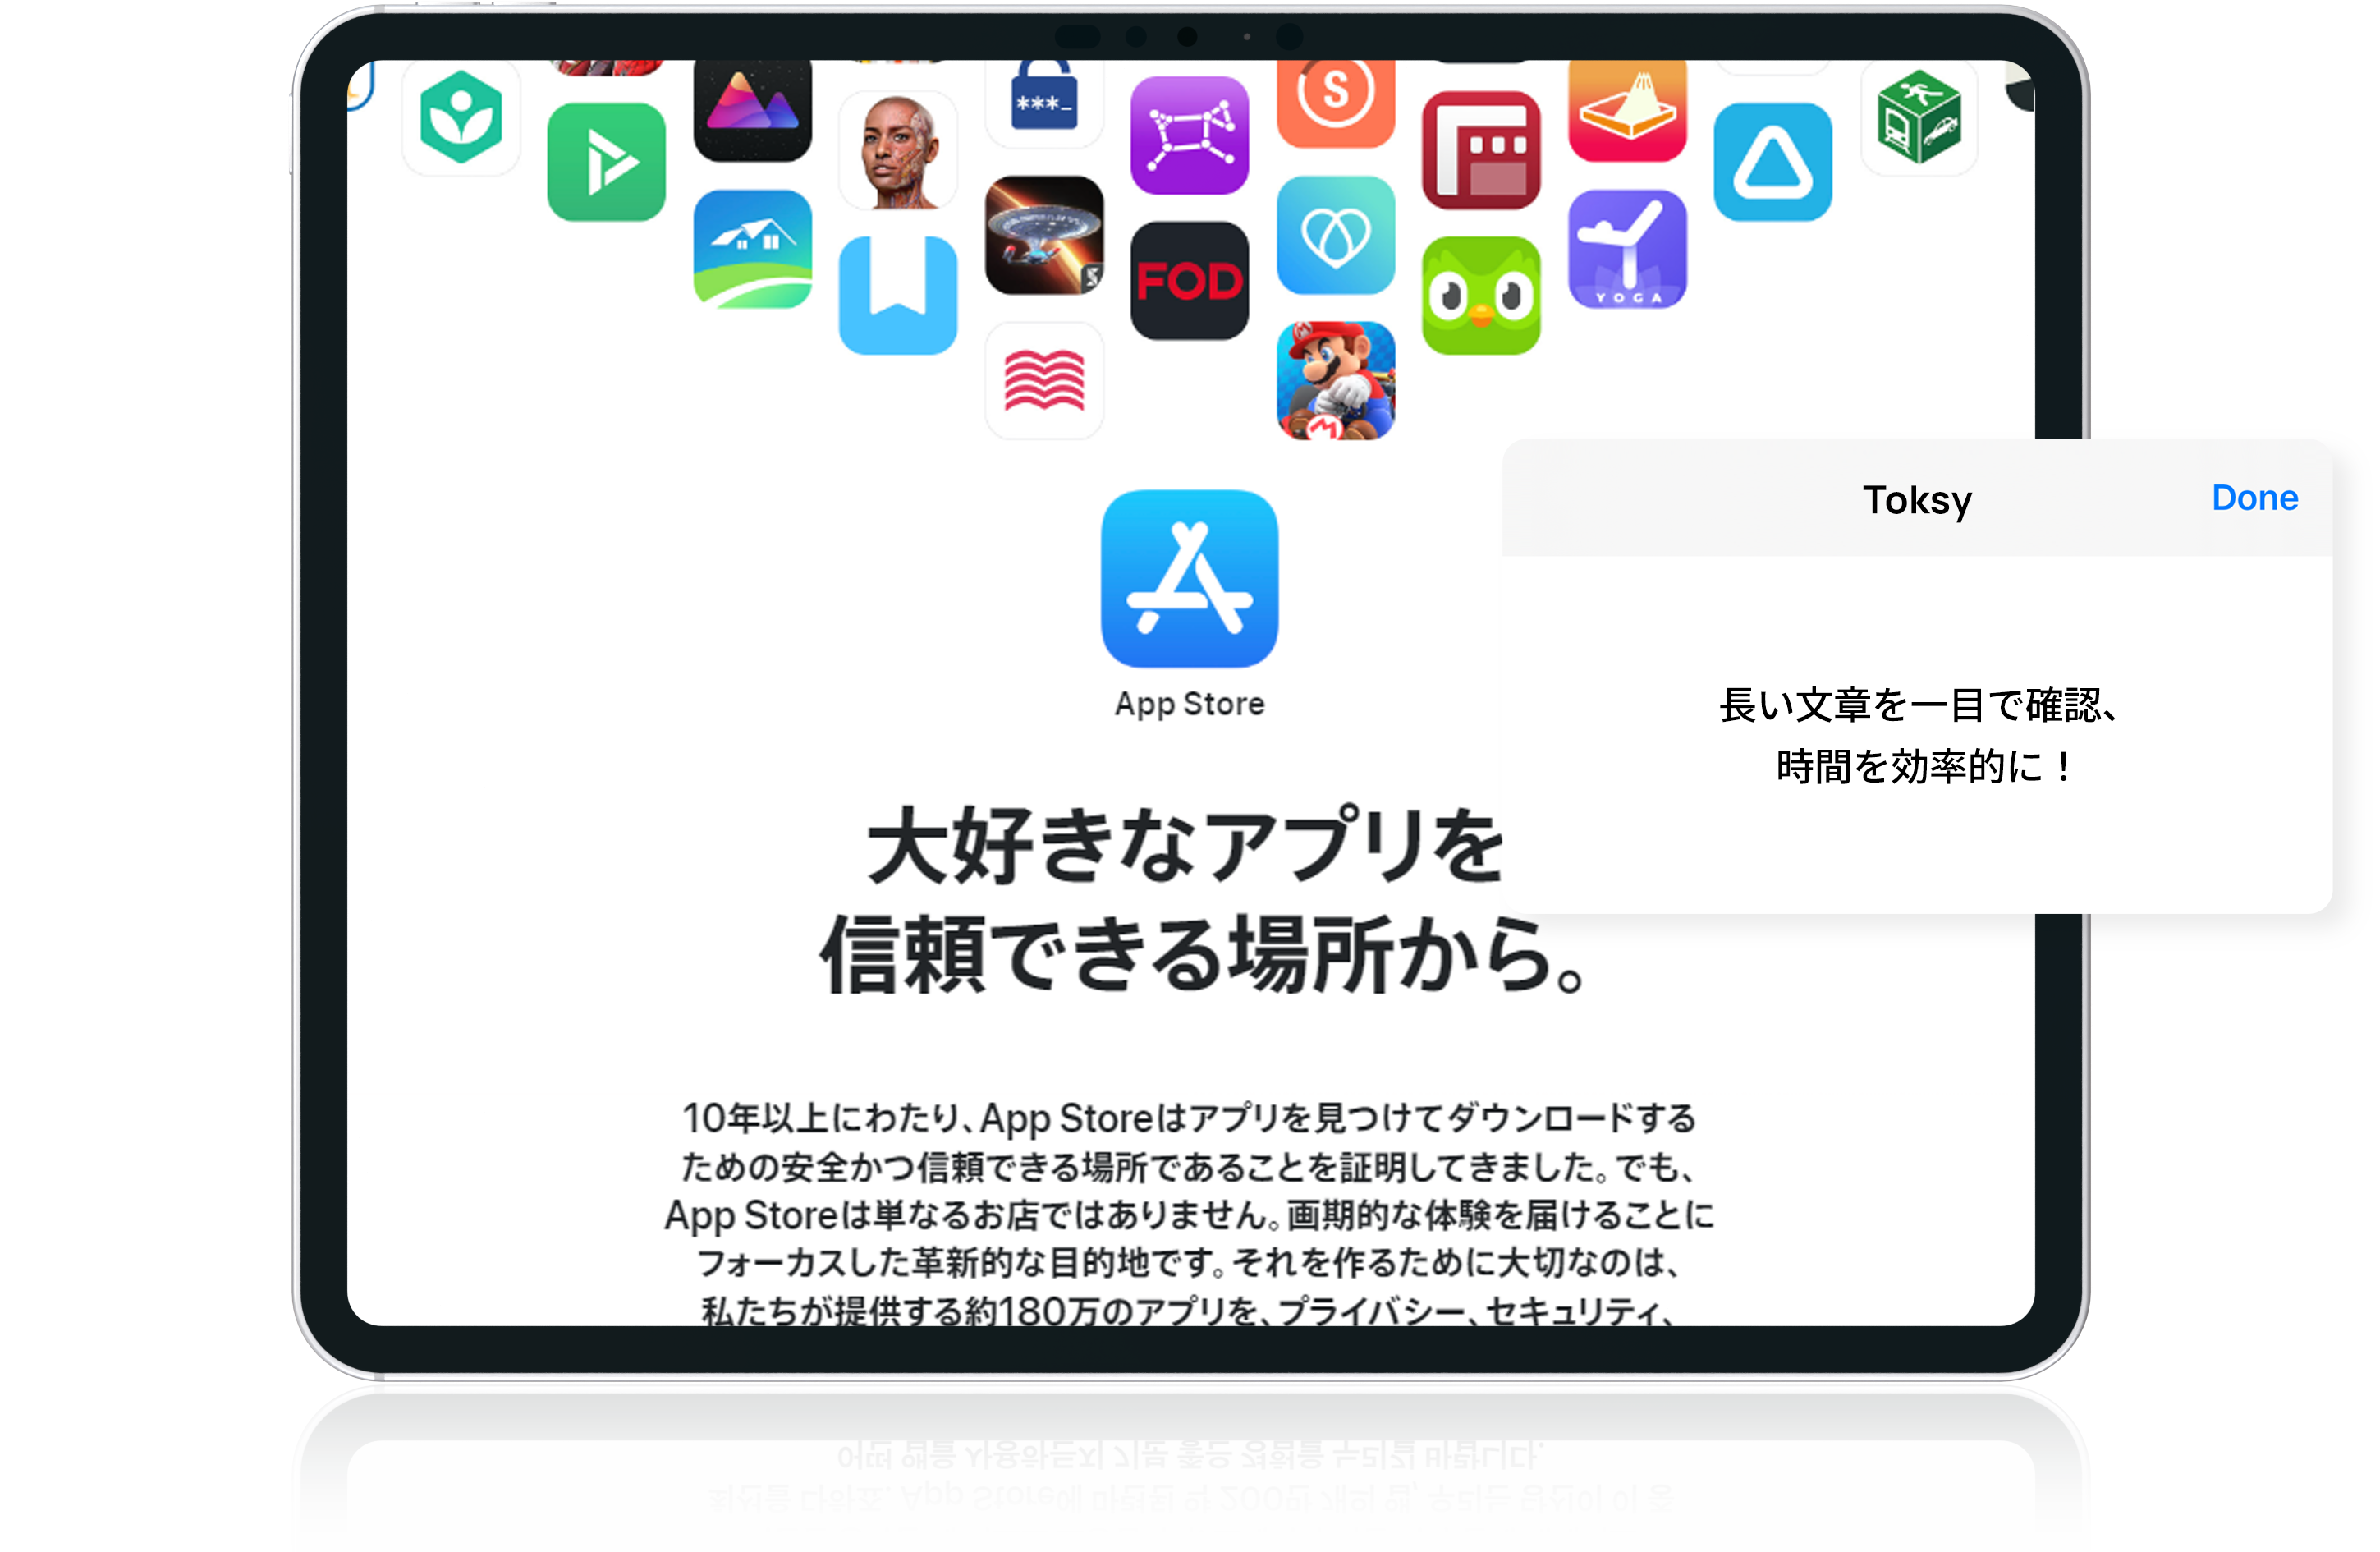 ***_
S
FOD
YOGA
App Store
Toksy
Done
長い文章を一目で確認、
時間を効率的に！
大好きなアプリを
信頼できる場所から。
10年以上にわたり、App Storeはアプリを見つけてダウンロードする
ための安全かつ信頼できる場所であることを証明してきました。でも、
App Storeは単なるお店ではありません。画期的な体験を届けることに
フォーカスした革新的な目的地です。それを作るために大切なのは、
私たちが提供する約180万のアプリを、プライバシー、セキュリティ、